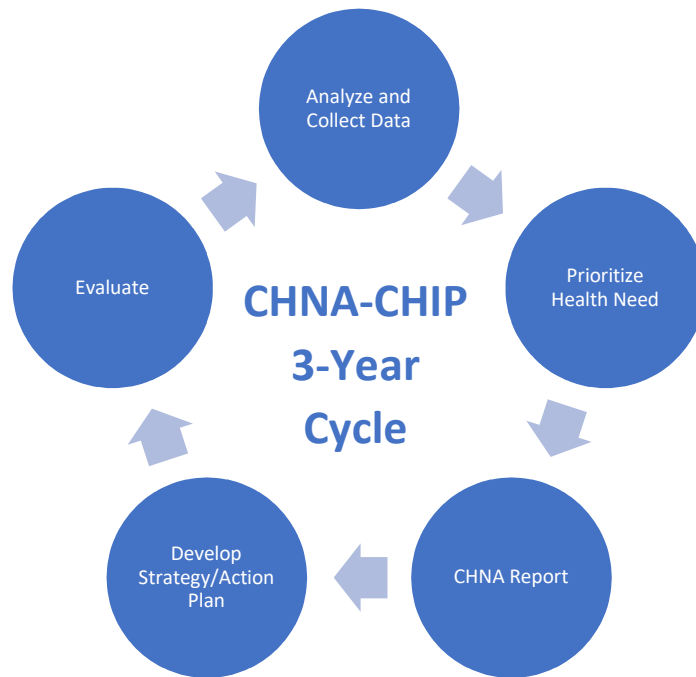 Analyze and
Collect Data
Prioritize
Health Need
CHNA Report
Develop
Strategy/Action
Plan
Evaluate
CHNA-CHIP
3-Year
Cycle